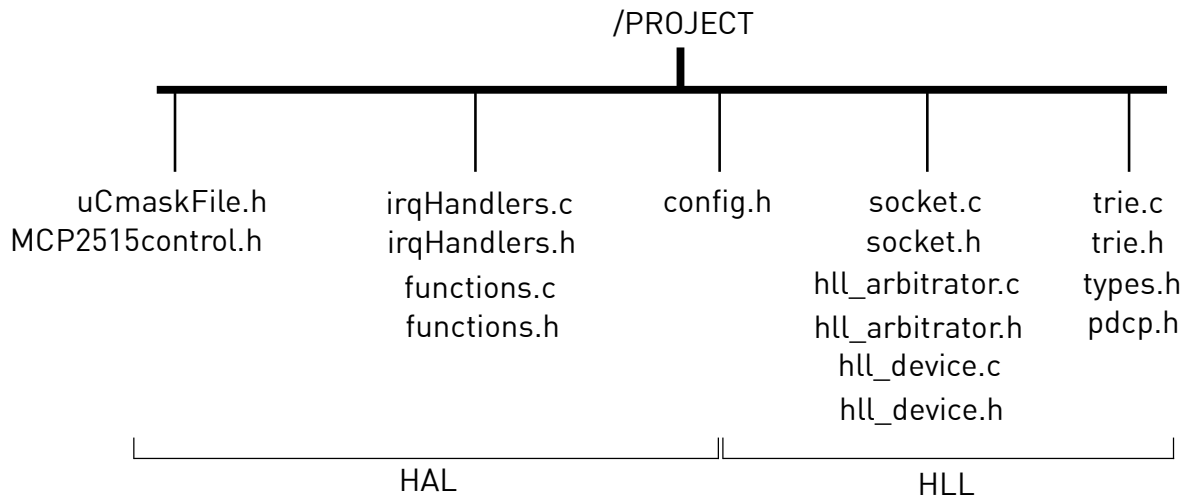 /PROJECT
uCmaskFile.h
MCP2515control.h
irqHandlers.c
irqHandlers.h
functions.c
functions.h
config.h
socket.c
socket.h
hll_arbitrator.c
hll_arbitrator.h
hll_device.c
hll_device.h
trie.c
trie.h
types.h
pdcp.h
HAL
HLL